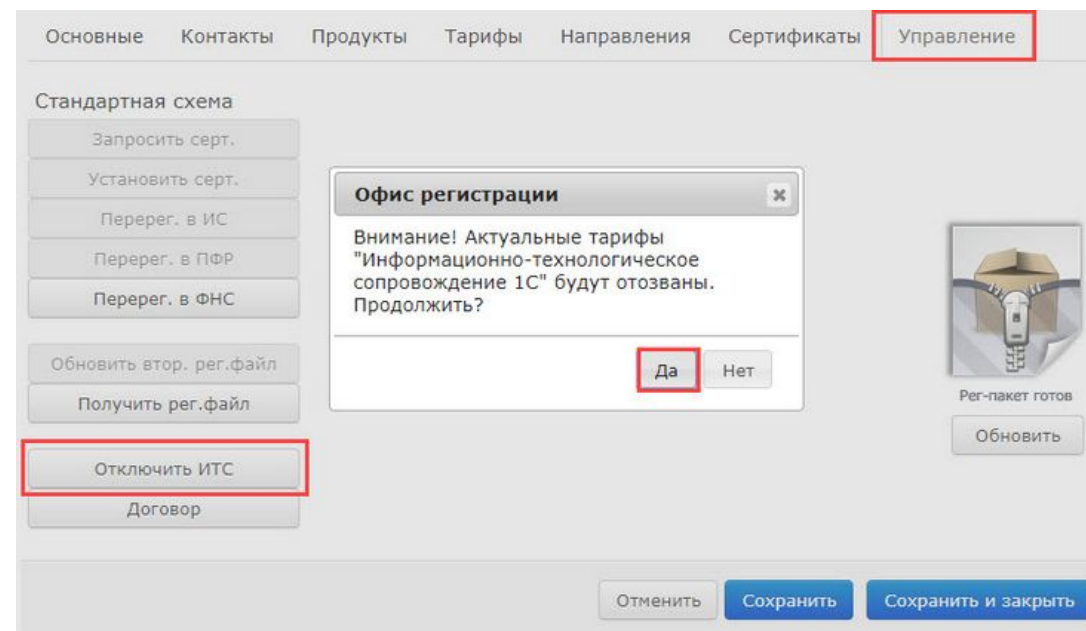 Основные Контакты Продукты Тарифы Направления Сертификаты Управление
Стандартная схема
Запросить серт.
Установить серт.
Перерег. в ИС
Перерег. в ПФР
Перерег. в ФНС
Обновить втор. рег.файл
Получить рег.файл
Отключить ИТС
Договор
Офис регистрации
Внимание! Актуальные тарифы
"Информационно-технологическое
сопровождение 1С" будут отозваны.
Продолжить?
Да Нет
Рег-пакет готов
Обновить
Отменить Сохранить Сохранить и закрыть